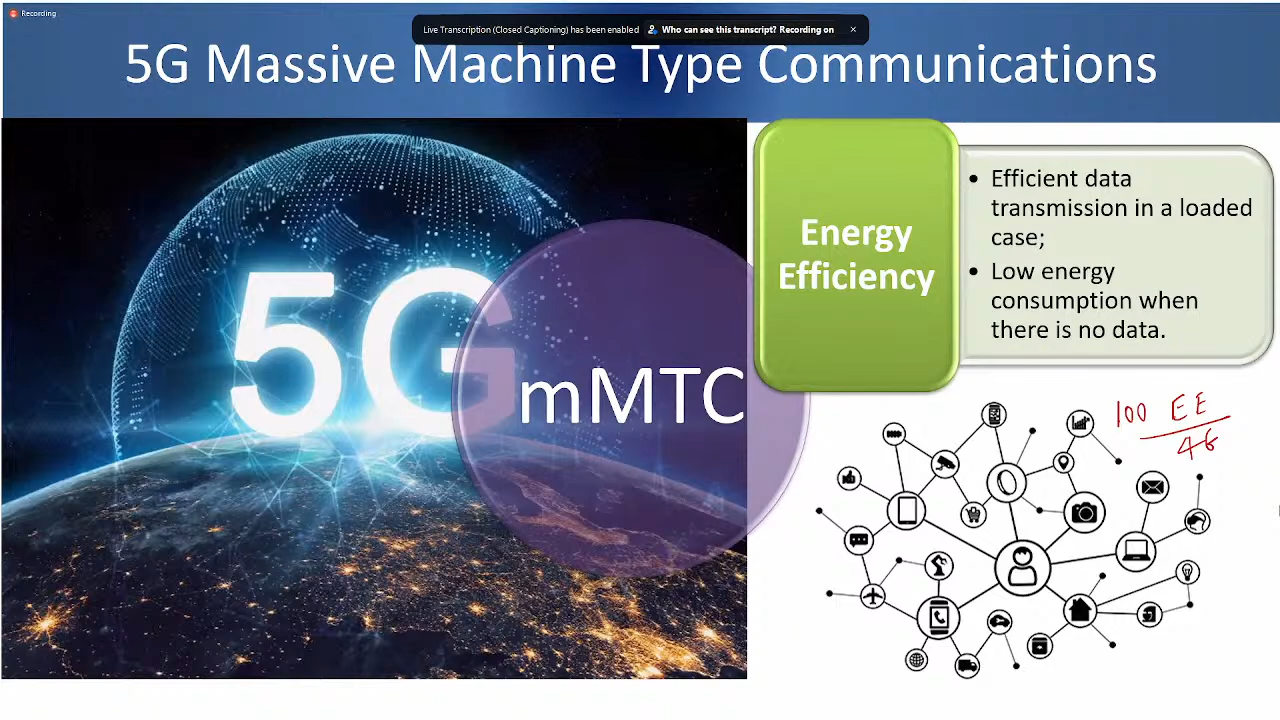 Recording
Live Transcription (Closed Captioning) has been enabled
Who can see this transcript? Recording on
5G Massive Machine Type Communications
5G
mMTC
Energy
Efficiency
• Efficient data
transmission in a loaded
case;
• Low energy
consumption when
there is no data.
100 EE
4G